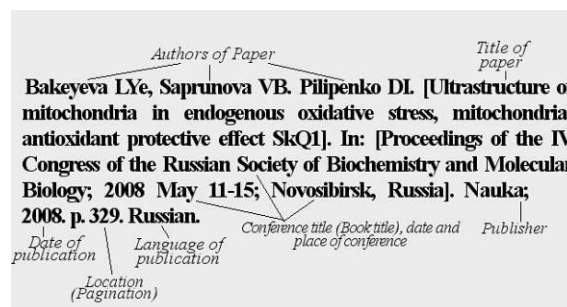 Authors of Paper
Title of
paper
Bakeyeva LYe, Saprunova VB. Pilipenko DI. [Ultrastructure of
mitochondria in endogenous oxidative stress, mitochondria
antioxidant protective effect SkQ1]. In: [Proceedings of the IV
Congress of the Russian Society of Biochemistry and Molecular
Biology; 2008 May 11-15; Novosibirsk, Russia]. Nauka;
2008. p. 329. Russian.
Date of
publication
Language of
publication
Conference title (Book title), date and
place of conference
Publisher
Location
(Pagination)